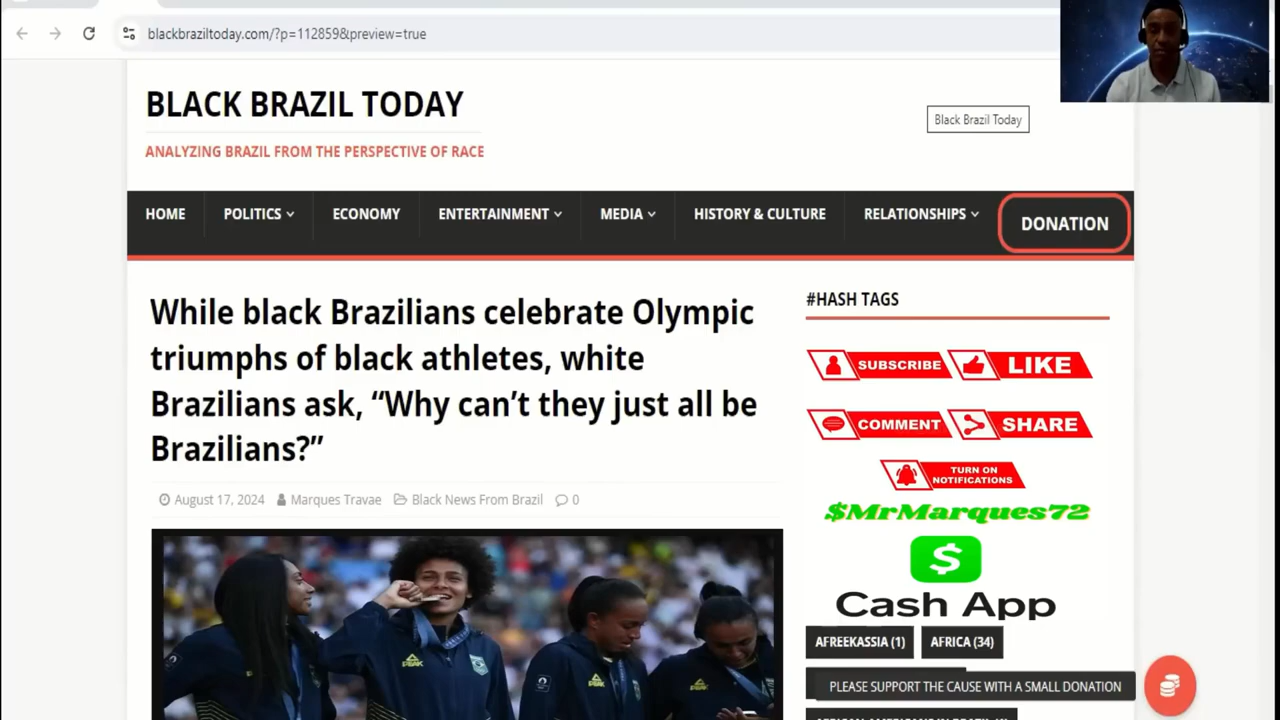 blackbraziltoday.com/?p=112859&preview=true
BLACK BRAZIL TODAY
Black Brazil Today
ANALYZING BRAZIL FROM THE PERSPECTIVE OF RACE
HOME POLITICS ECONOMY ENTERTAINMENT MEDIA HISTORY & CULTURE RELATIONSHIPS DONATION
While black Brazilians celebrate Olympic
triumphs of black athletes, white
Brazilians ask, “Why can’t they just all be
Brazilians?”
August 17, 2024 Marques Travae Black News From Brazil 0
#HASH TAGS
SUBSCRIBE LIKE
COMMENT SHARE
TURN ON
NOTIFICATIONS
$MrMarques72
$
Cash App
AFREEKASSIA (1) AFRICA (34)
PLEASE SUPPORT THE CAUSE WITH A SMALL DONATION